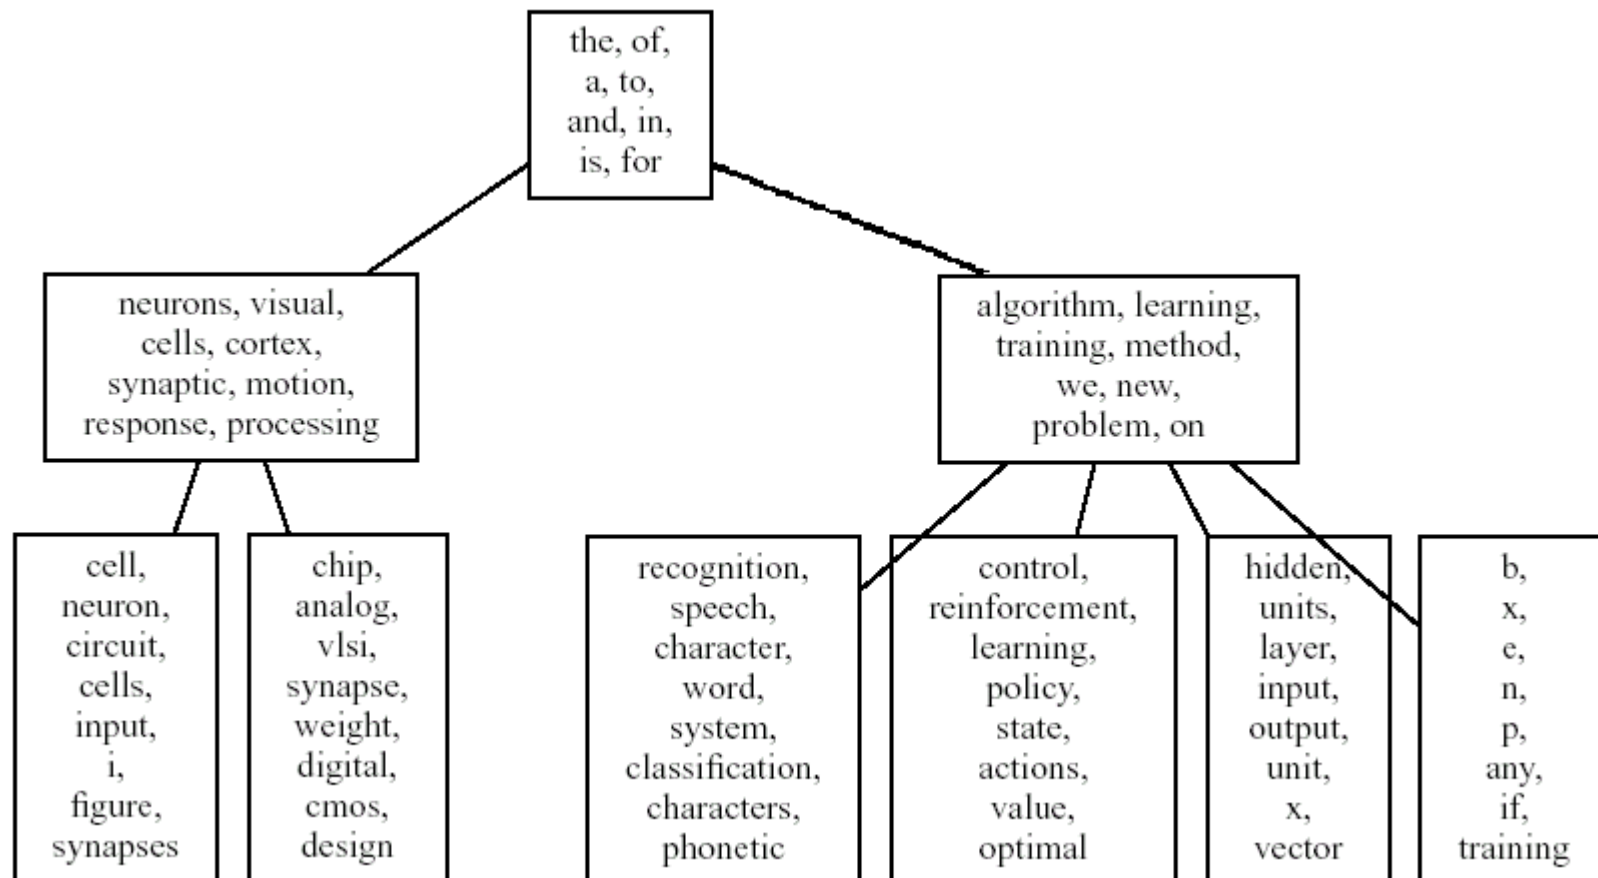 the, of,
a, to,
and, in,
is, for
neurons, visual,
cells, cortex,
synaptic, motion,
response, processing
algorithm, learning,
training, method,
we, new,
problem, on
cell,
neuron,
circuit,
cells,
input,
i,
figure,
synapses
chip,
analog,
vlsi,
synapse,
weight,
digital,
cmos,
design
recognition,
speech,
character,
word,
system,
classification,
characters,
phonetic
control,
reinforcement,
learning,
policy,
state,
actions,
value,
optimal
hidden,
units,
layer,
input,
output,
unit,
x,
vector
b,
x,
e,
n,
p,
any,
if,
training